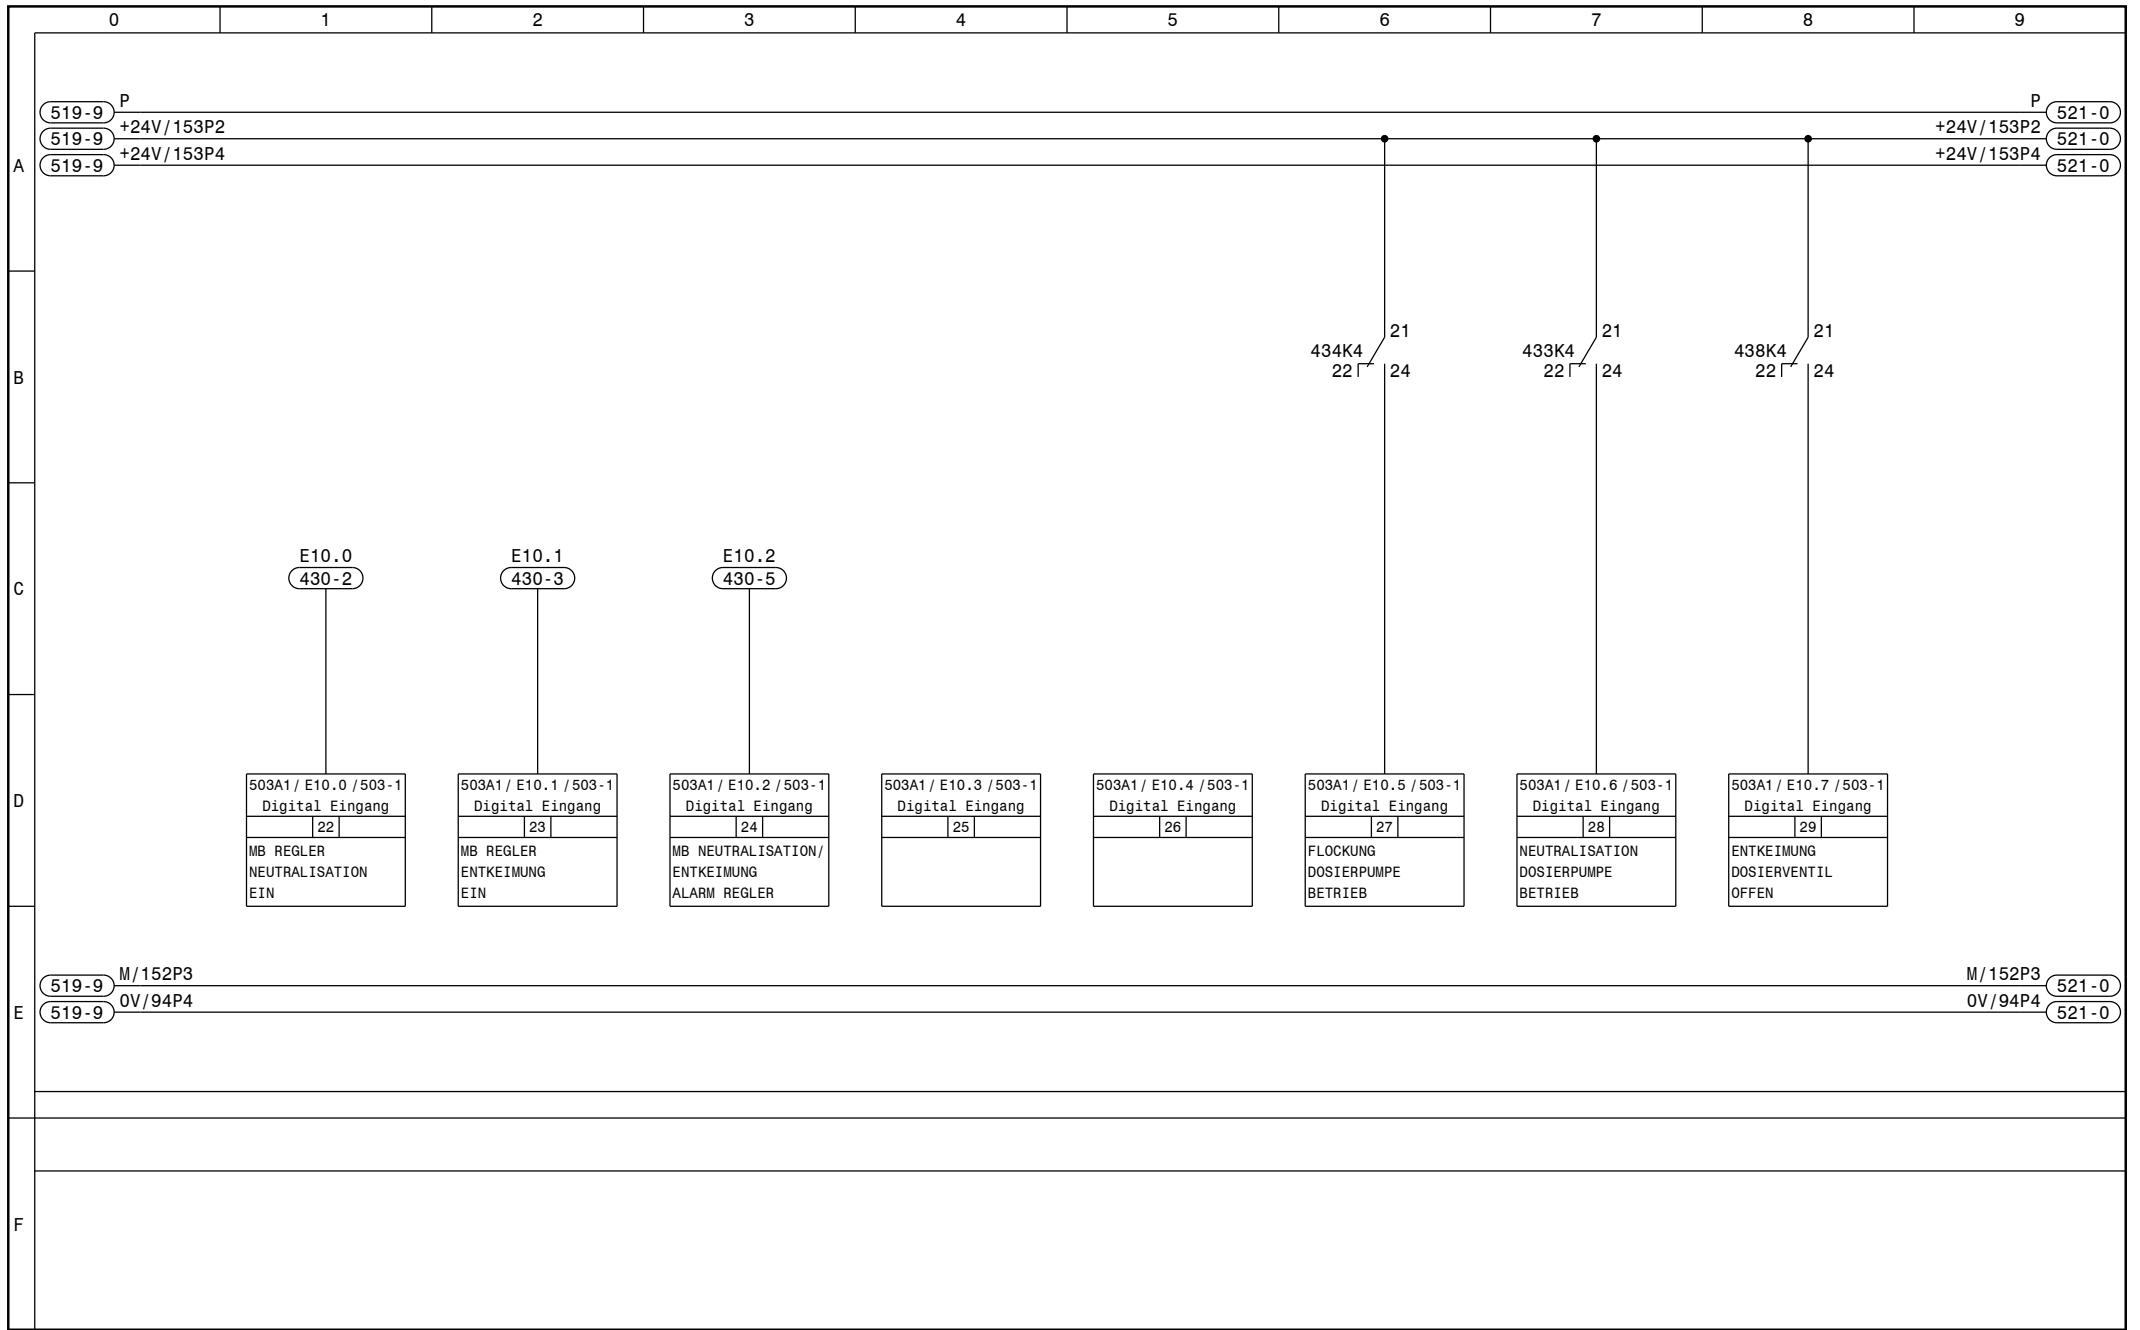 0 1 2 3 4 5 6 7 8 9
P P
519-9 521-0
+24V/153P2 +24V/153P2
519-9 521-0
+24V/153P4 +24V/153P4
A 519-9 521-0
21 21 21
434K4 433K4 438K4
B
22 24 22 24 22 24
E10.0 E10.1 E10.2
430-2 430-3 430-5
C
503A1/E10.0/503-1 503A1/E10.1/503-1 503A1/E10.2/503-1 503A1/E10.3/503-1 503A1/E10.4/503-1 503A1/E10.5/503-1 503A1/E10.6/503-1 503A1/E10.7/503-1
D
Digital Eingang Digital Eingang Digital Eingang Digital Eingang Digital Eingang Digital Eingang Digital Eingang Digital Eingang
22 23 24 25 26 27 28 29
MB REGLER MB REGLER MB NEUTRALISATION/ FLOCKUNG NEUTRALISATION ENTKEIMUNG
NEUTRALISATION ENTKEIMUNG ENTKEIMUNG DOSIERPUMPE DOSIERPUMPE DOSIERVENTIL
EIN EIN ALARM REGLER BETRIEB BETRIEB OFFEN
M/152P3 M/152P3
519-9 521-0
0V/94P4 0V/94P4
E 519-9 521-0
F